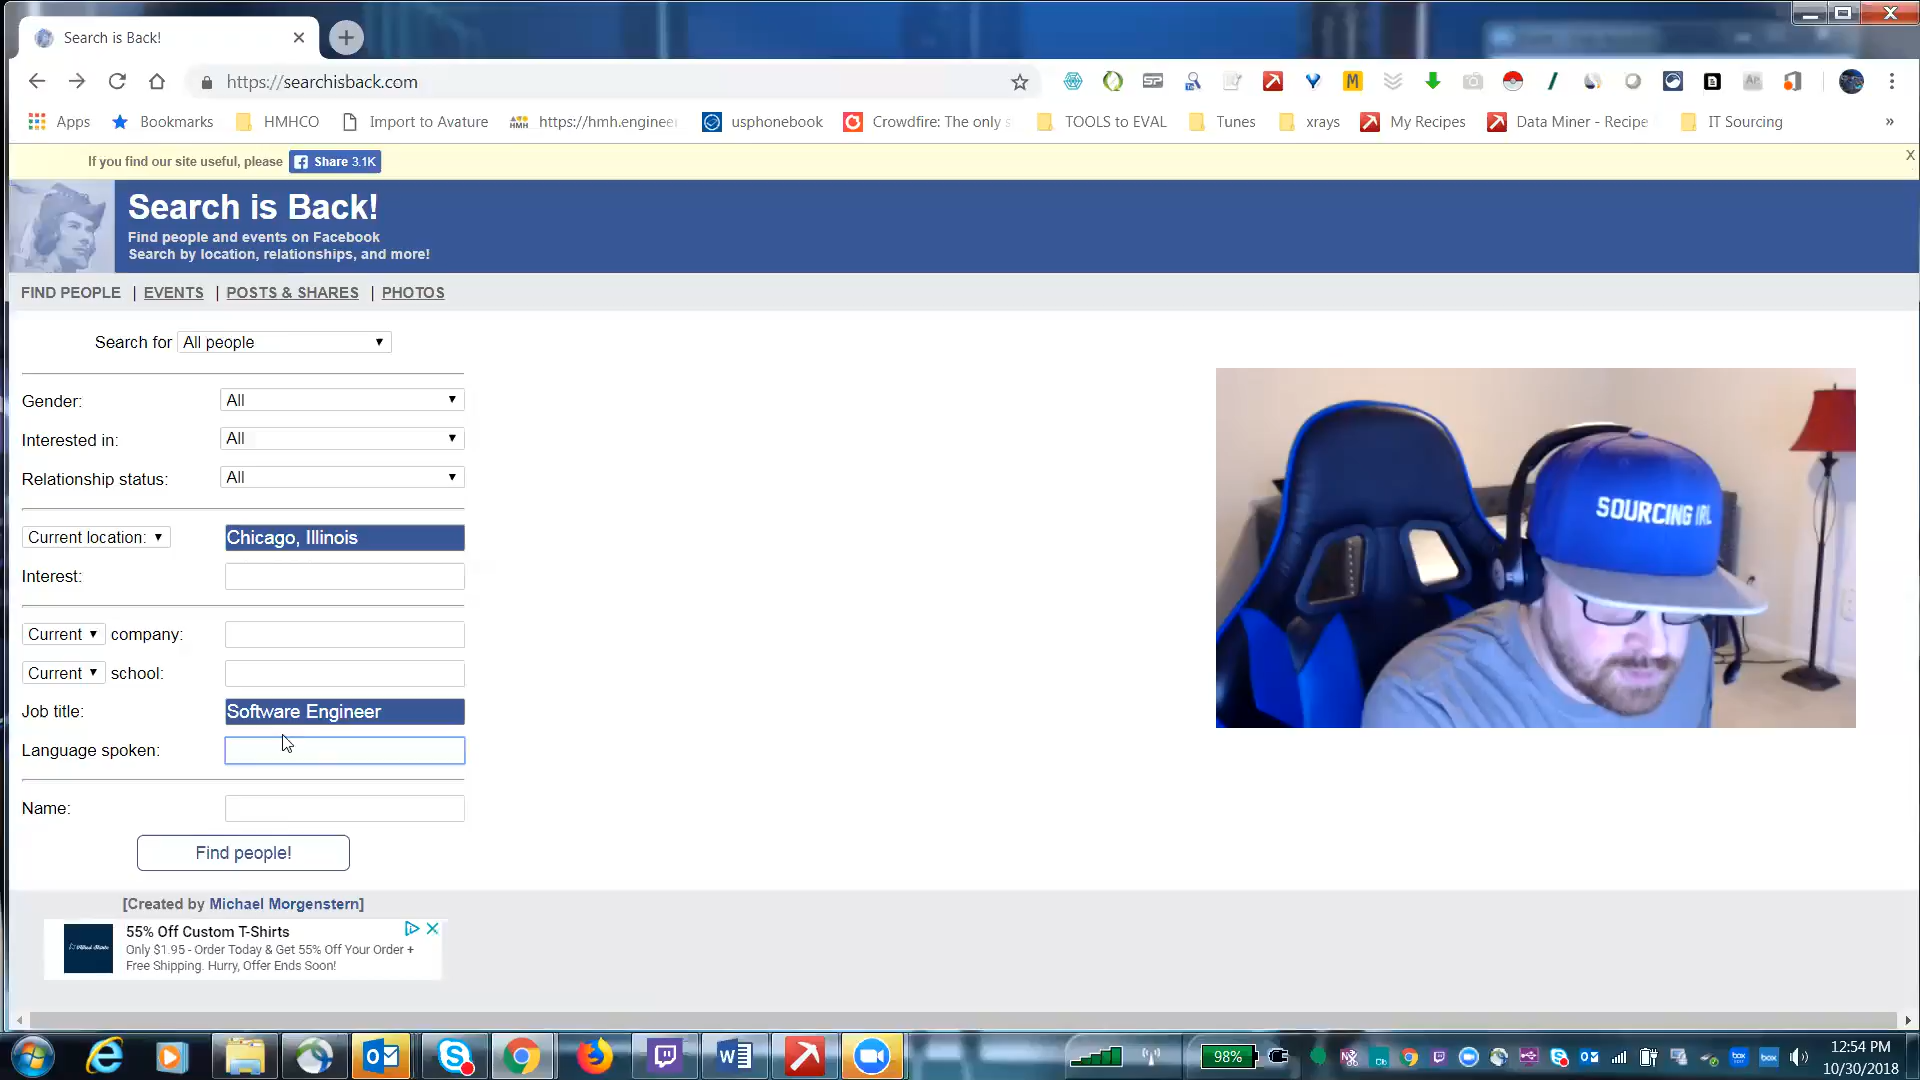 Search is Back!
https://searchisback.com
Apps
Bookmarks
HMHCO
Import to Avature
https://hmh.engineer
usphonebook
Crowdfire: The only s
TOOLS to EVAL
Tunes
xrays
My Recipes
Data Miner - Recipe
IT Sourcing
»
If you find our site useful, please
Share 3.1K
X
Search is Back!
Find people and events on Facebook
Search by location, relationships, and more!
FIND PEOPLE | EVENTS | POSTS & SHARES | PHOTOS
Search for All people
Gender: All
Interested in: All
Relationship status: All
Current location: Chicago, Illinois
Interest:
Current company:
Current school:
Job title: Software Engineer
Language spoken:
Name:
Find people!
[Created by Michael Morgenstern]
55% Off Custom T-Shirts
Only $1.95 - Order Today & Get 55% Off Your Order +
Free Shipping. Hurry, Offer Ends Soon!
SOURCING IRL
98%
12:54 PM
10/30/2018